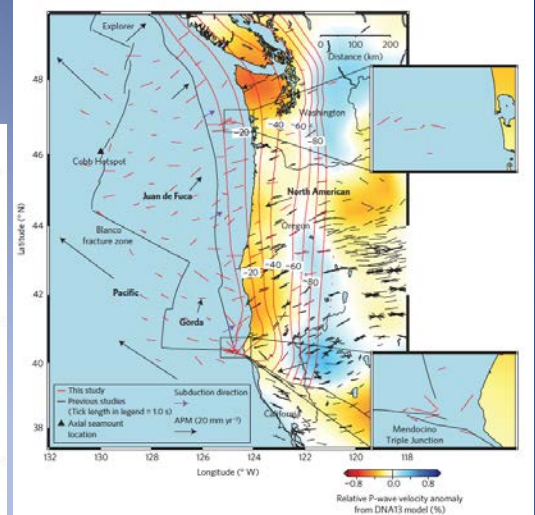 Explorer
0 100 200
Distance (km)
48
Washington
-20
-40
-60
-80
46
Cobb Hotspot
Juan de Fuca
North American
44
Oregon
Blanco
fracture zone
-20
-40
-60
-80
42
Pacific
Gorda
40
This study
Previous studies
(Tick length in legend = 1.0 s)
Axial seamount
location
Subduction direction
APM (20 mm yr⁻¹)
California
38
Mendocino
Triple Junction
132 130 128 126 124 122 120 118
Latitude (° N)
Longitude (° W)
-0.8 0.0 0.8
Relative P-wave velocity anomaly
from DNA13 model (%)